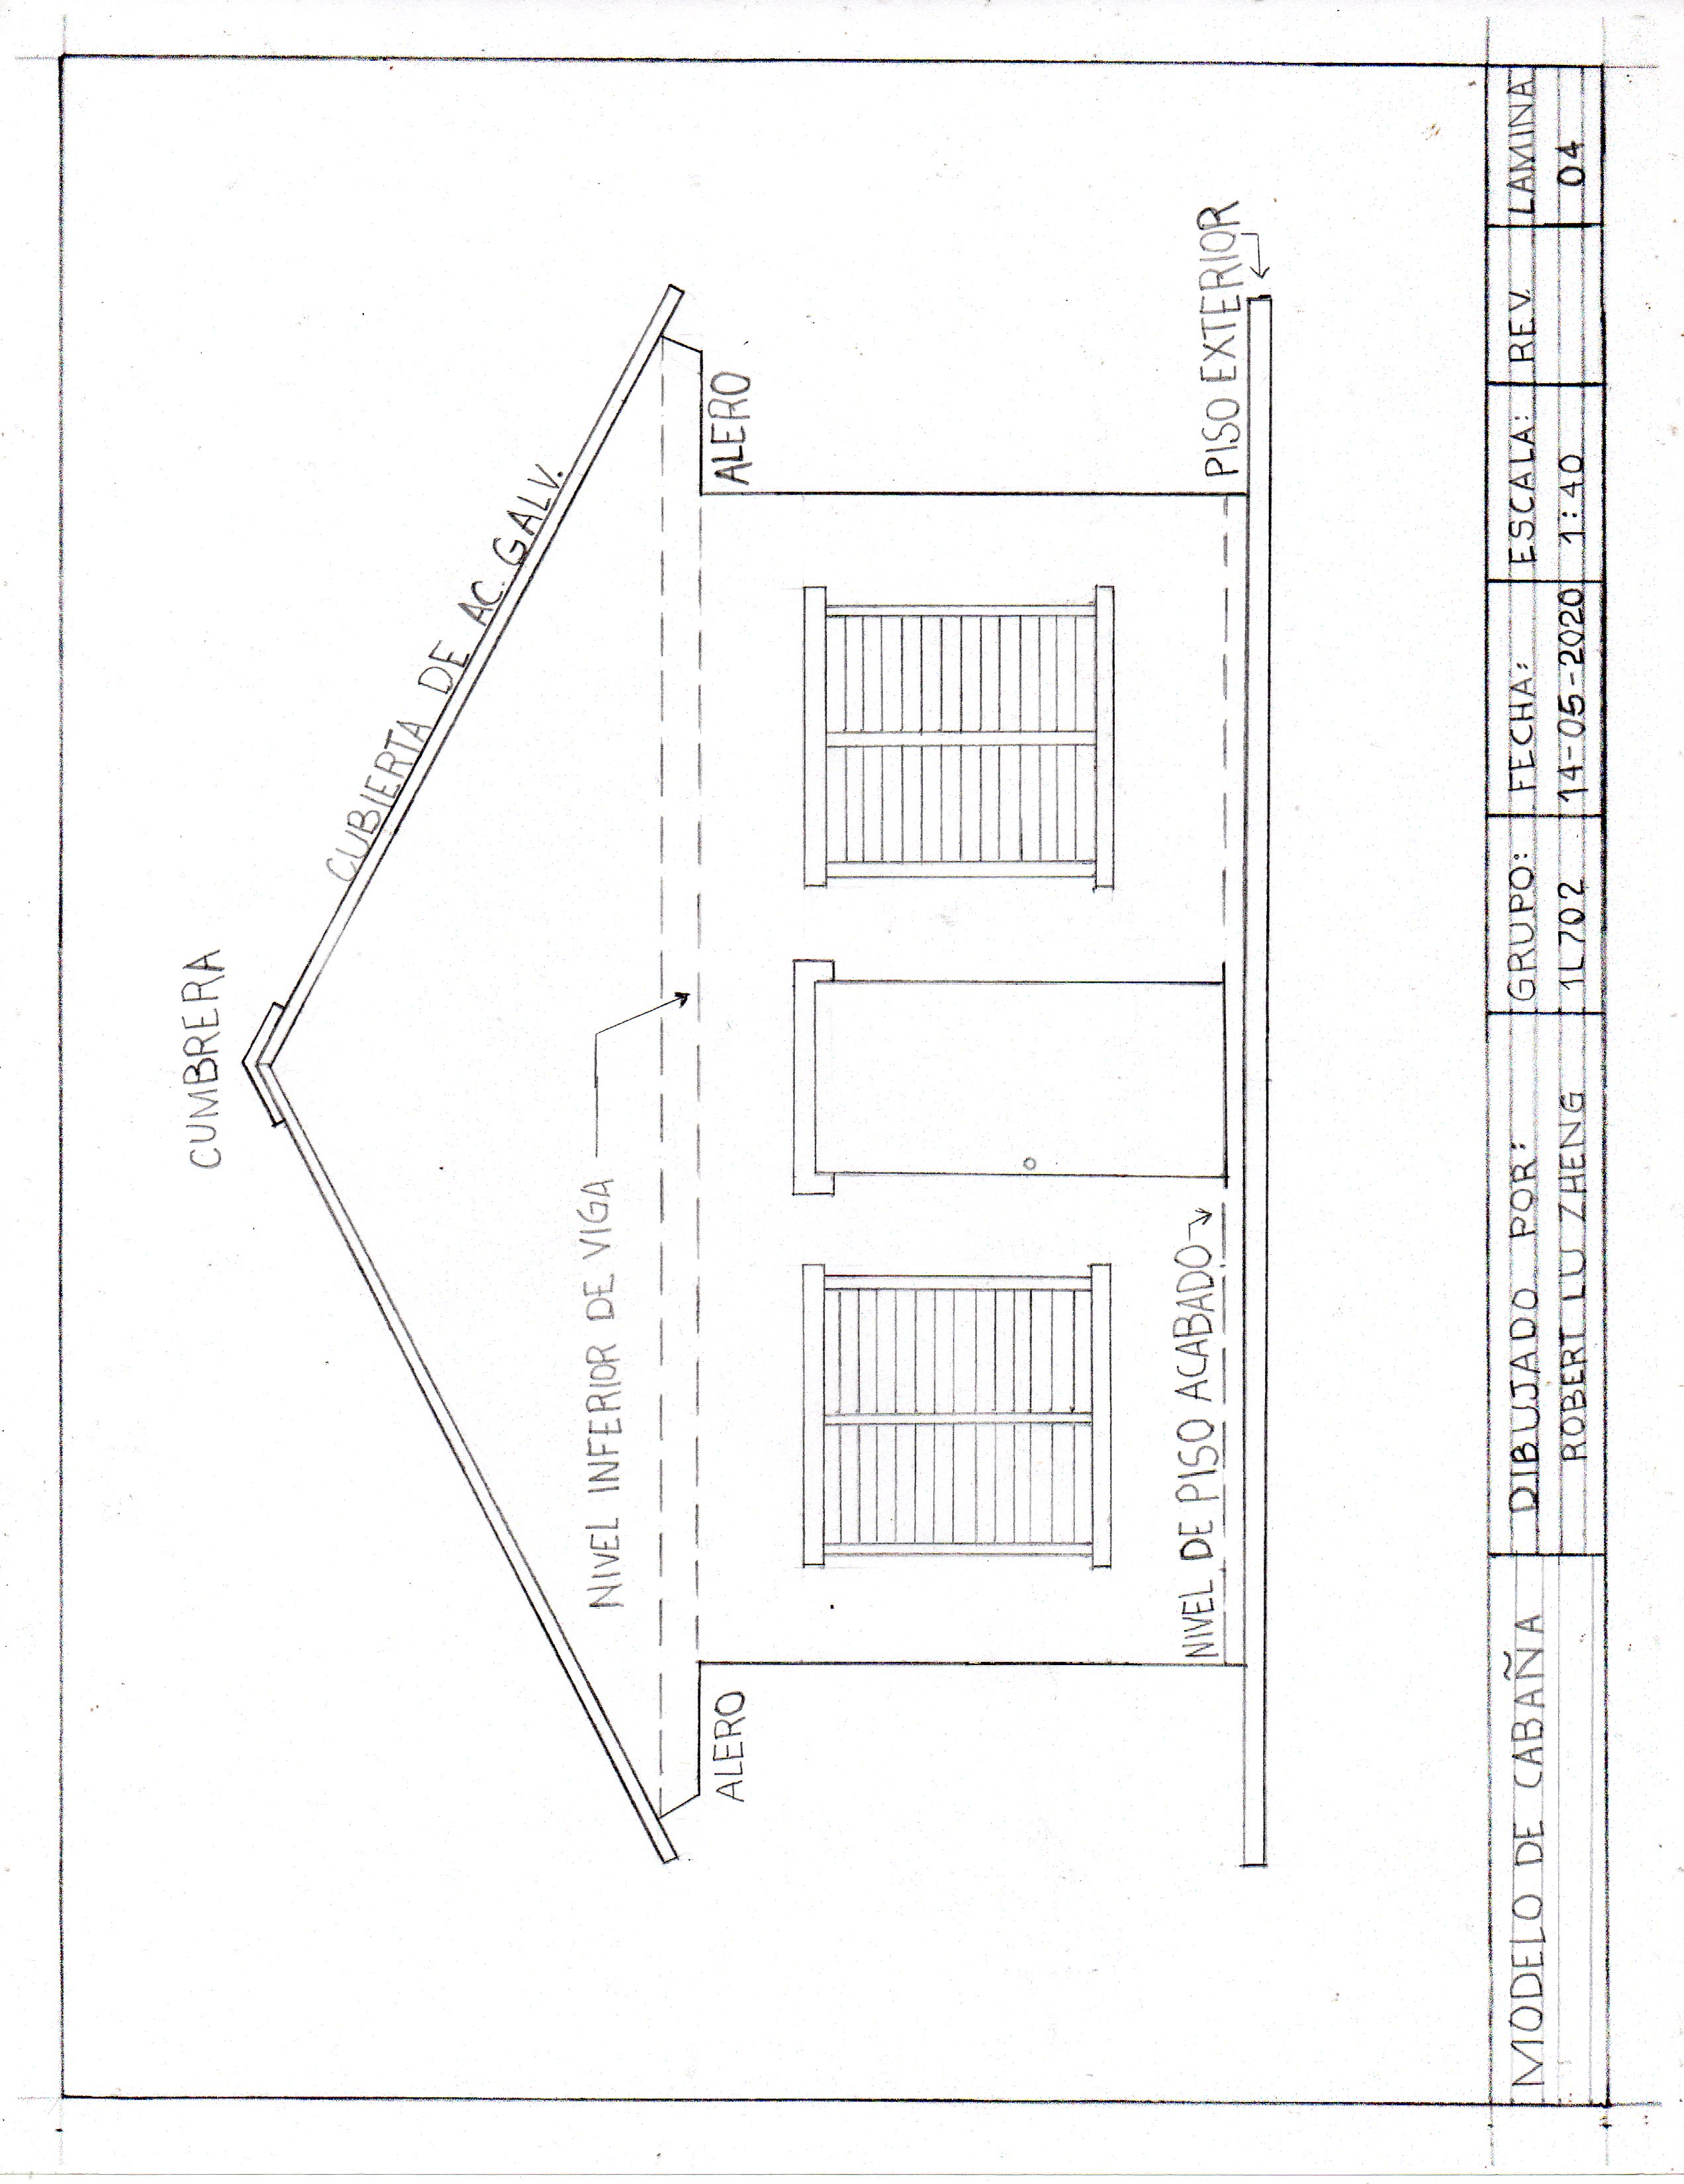 CUMBRERA
CUBIERTA DE AC. GALV.
NIVEL INFERIOR DE VIGA
ALERO
ALERO
NIVEL DE PISO ACABADO
PISO EXTERIOR
MODELO DE CABAÑA
DIBUJADO POR:
ROBERT LU ZHENG
GRUPO:
1L702
FECHA:
14-05-2020
ESCALA:
1:40
REV.
LAMINA
04